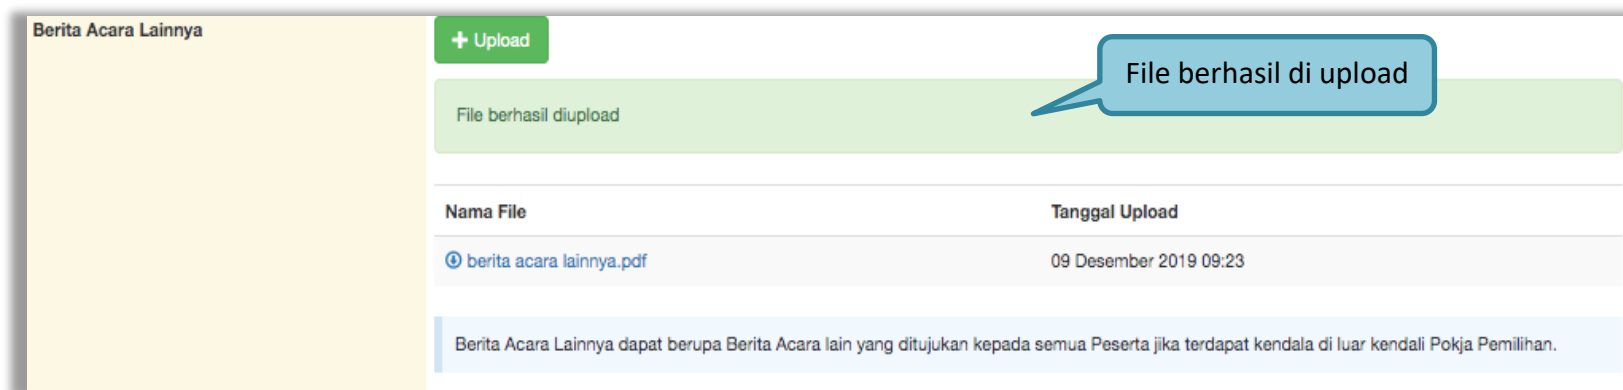 Berita Acara Lainnya
+ Upload
File berhasil di upload
File berhasil diupload
Nama File Tanggal Upload
berita acara lainnya.pdf 09 Desember 2019 09:23
Berita Acara Lainnya dapat berupa Berita Acara lain yang ditujukan kepada semua Peserta jika terdapat kendala di luar kendali Pokja Pemilihan.